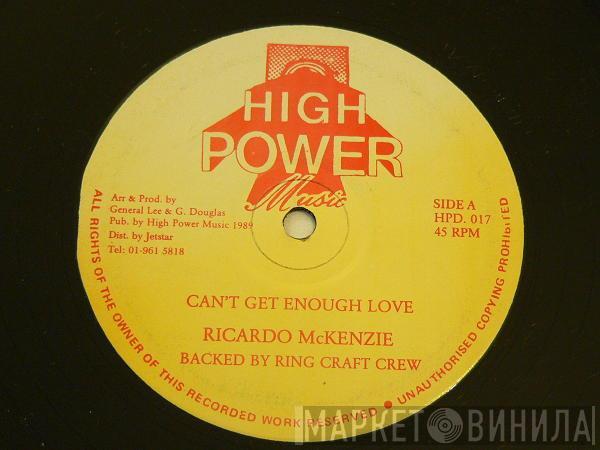 HIGH
POWER
Music
Arr & Prod. by
General Lee & G. Douglas
Pub. by High Power Music 1989
Dist. by Jetstar
Tel: 01-961 5818
SIDE A
HPD. 017
45 RPM
CAN'T GET ENOUGH LOVE
RICARDO McKENZIE
BACKED BY RING CRAFT CREW
ALL RIGHTS OF THE OWNER OF THIS RECORDED WORK RESERVED • UNAUTHORISED COPYING PROHIBITED
МАРКЕТ ВИНИЛА